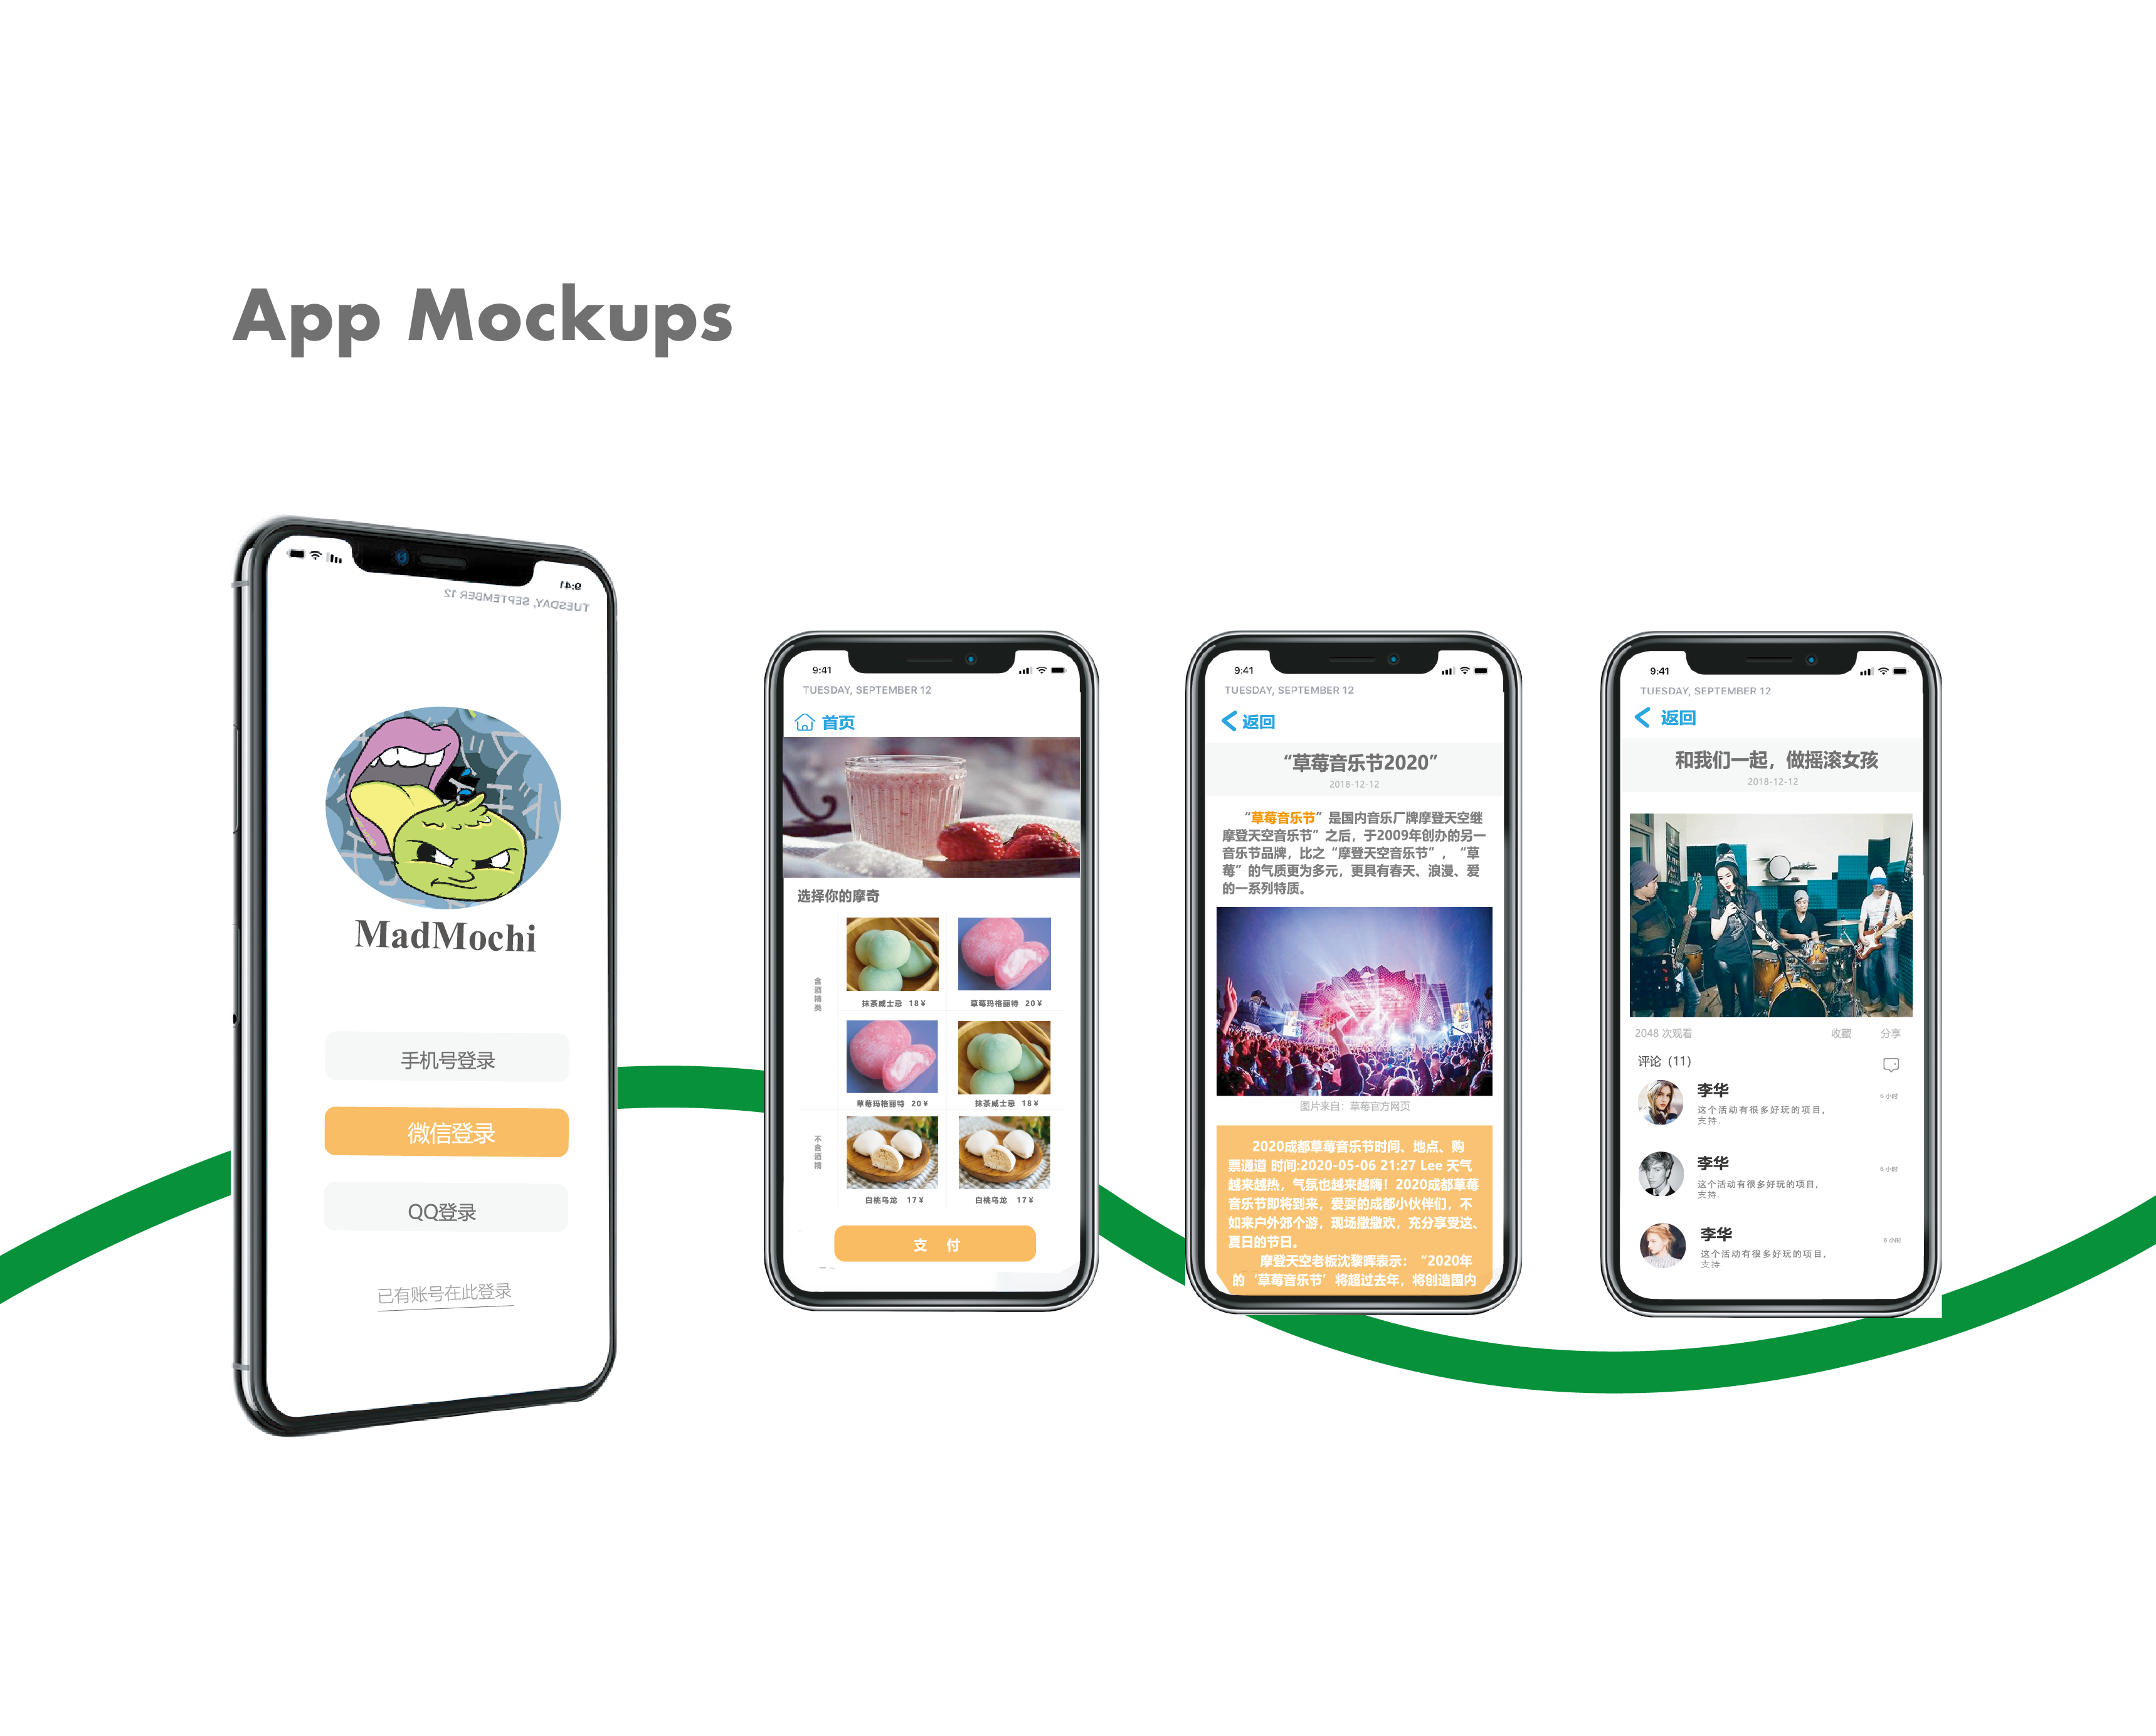 App Mockups
9:41
TUESDAY, SEPTEMBER 12
MadMochi
手机号登录
微信登录
QQ登录
已有账号在此登录
9:41
TUESDAY, SEPTEMBER 12
首页
选择你的摩奇
含酒精类
抹茶威士忌 18¥
草莓玛格丽特 20¥
草莓玛格丽特 20¥
抹茶威士忌 18¥
不含酒精
白桃乌龙 17¥
白桃乌龙 17¥
支 付
9:41
TUESDAY, SEPTEMBER 12
返回
“草莓音乐节2020”
2018-12-12
“草莓音乐节”是国内音乐厂牌摩登天空继
摩登天空音乐节”之后，于2009年创办的另一
音乐节品牌，比之“摩登天空音乐节”，“草
莓”的气质更为多元，更具有春天、浪漫、爱
的一系列特质。
图片来自：草莓官方网页
2020成都草莓音乐节时间、地点、购
票通道 时间:2020-05-06 21:27 Lee 天气
越来越热，气氛也越来越嗨！2020成都草莓
音乐节即将到来，爱耍的成都小伙伴们，不
如来户外郊个游，现场撒撒欢，充分享受这、
夏日的节日。
摩登天空老板沈黎晖表示：“2020年
的‘草莓音乐节’将超过去年，将创造国内
9:41
TUESDAY, SEPTEMBER 12
返回
和我们一起，做摇滚女孩
2018-12-12
2048 次观看 收藏 分享
评论（11）
李华
6 小时
这个活动有很多好玩的项目，
支持.
李华
6 小时
这个活动有很多好玩的项目，
支持.
李华
6 小时
这个活动有很多好玩的项目，
支持.